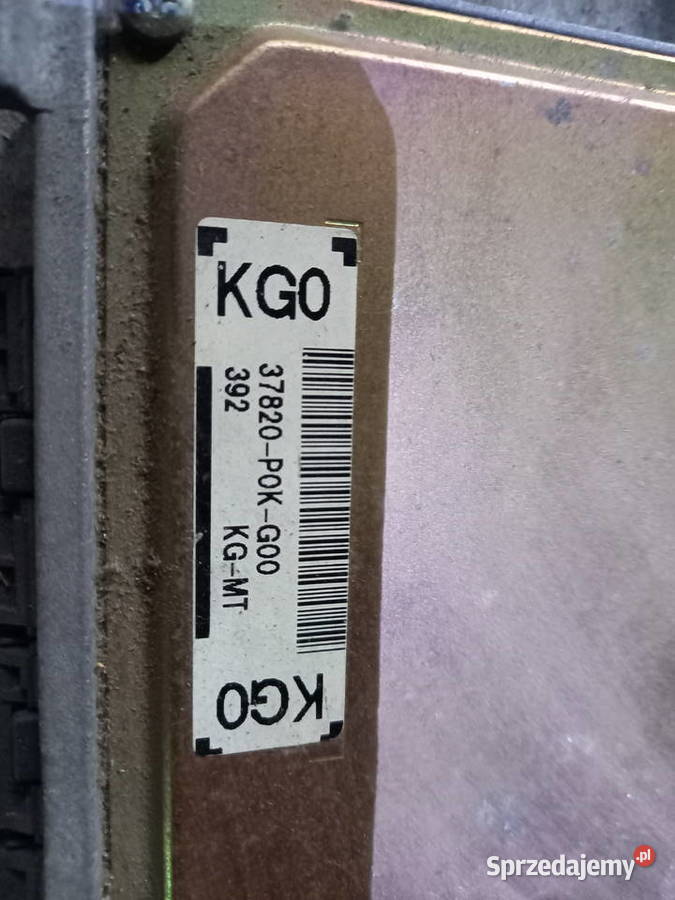 KG0
37820-P0K-G00
392 KG-MT
KG0
Sprzedajemy.pl